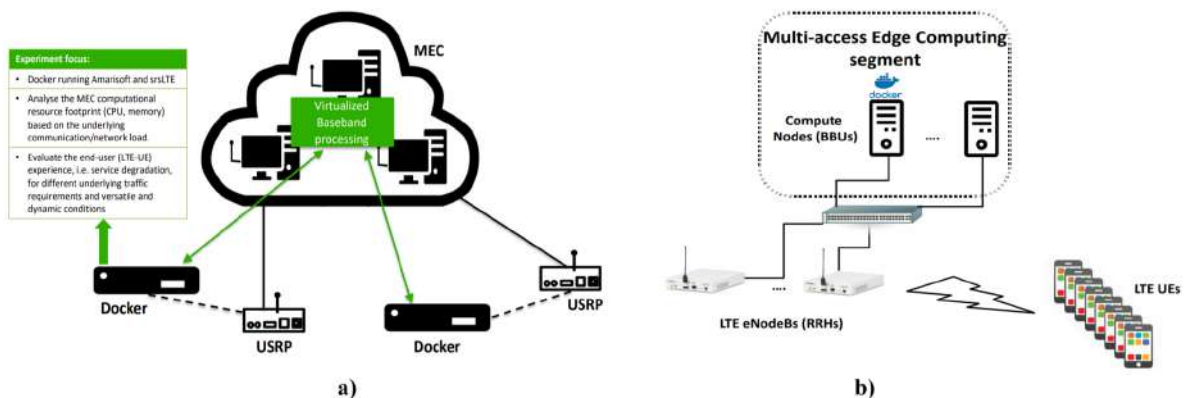 Experiment focus:
• Docker running Amarisoft and srsLTE
• Analyse the MEC computational
resource footprint (CPU, memory)
based on the underlying
communication/network load.
• Evaluate the end-user (LTE-UE)
experience, i.e. service degradation,
for different underlying traffic
requirements and versatile and
dynamic conditions
MEC
Virtualized
Baseband
processing
Docker
USRP
Docker
USRP
a)
Multi-access Edge Computing
segment
docker
Compute
Nodes (BBUs)
....
....
LTE eNodeBs (RRHs)
LTE UEs
b)